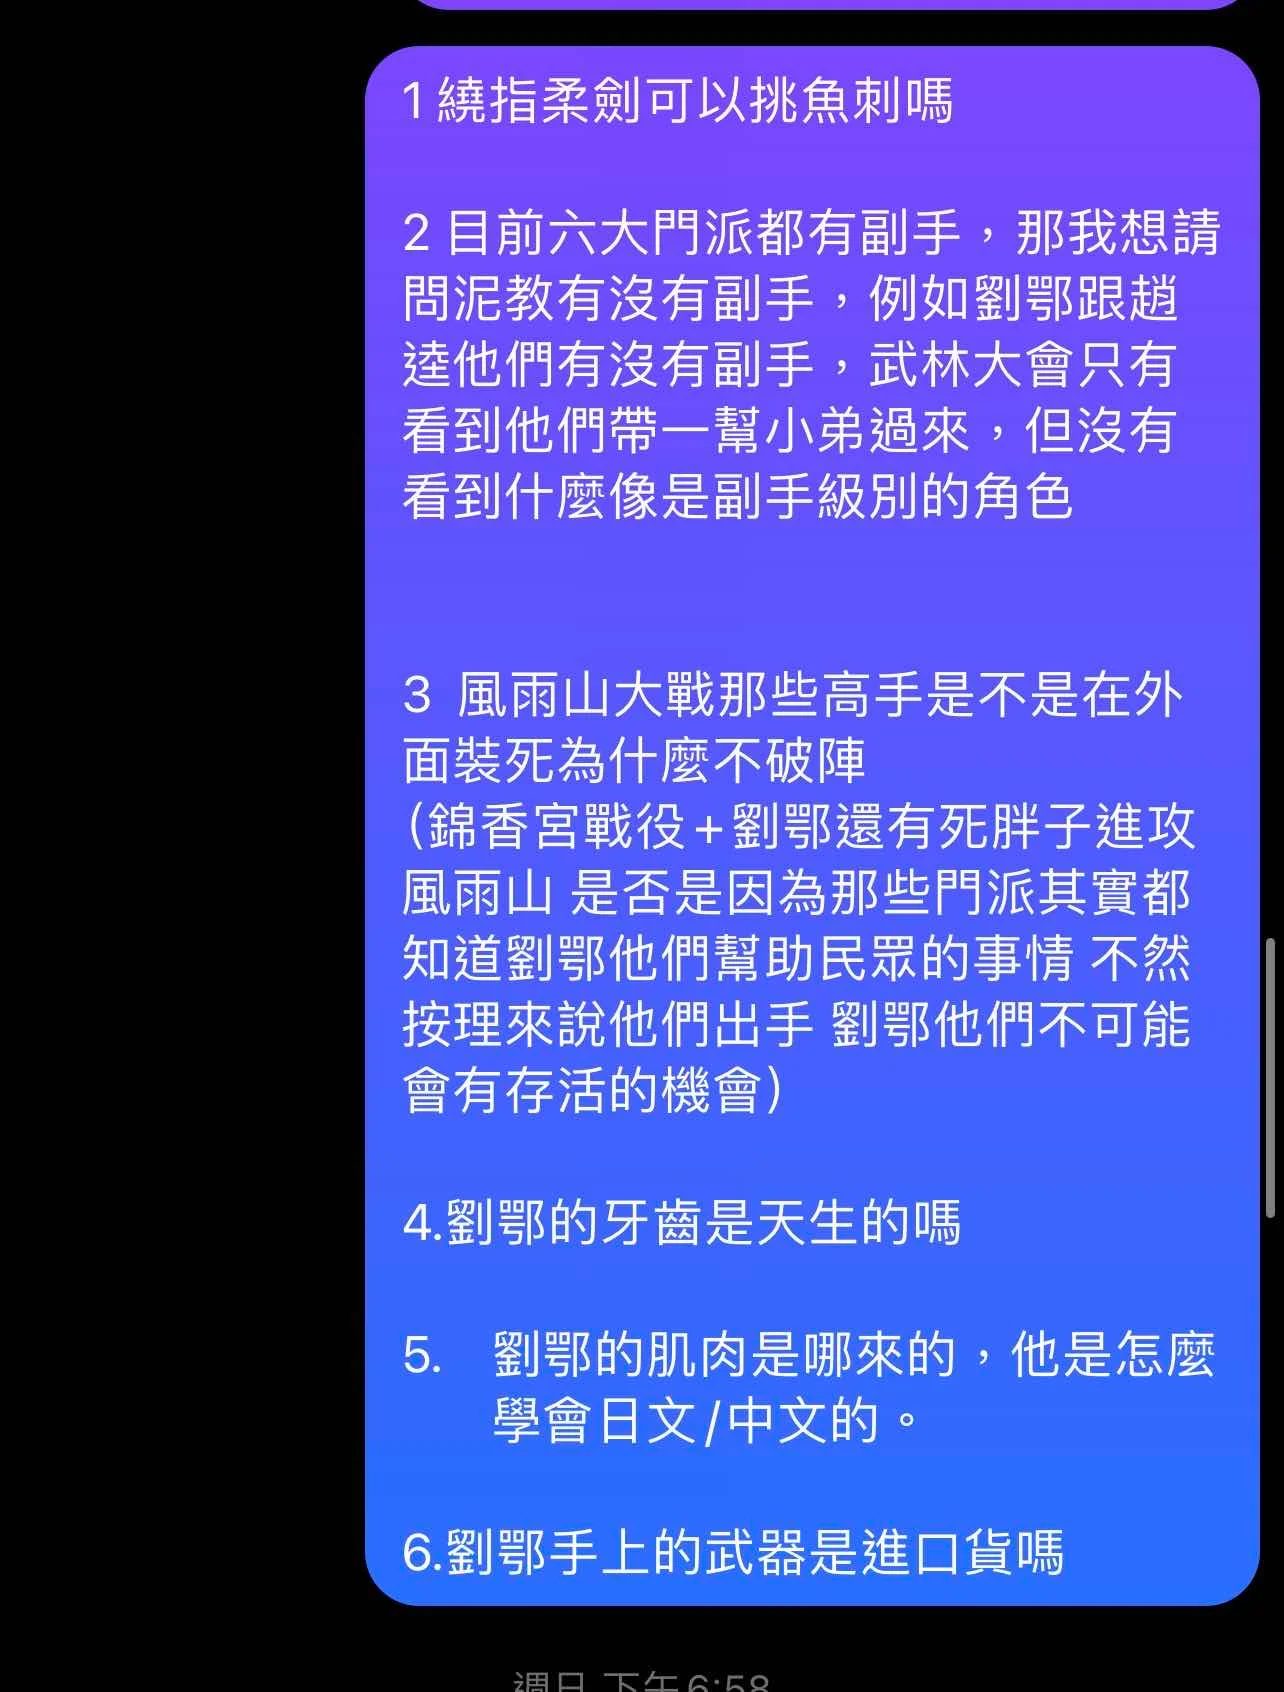 1 繞指柔劍可以挑魚刺嗎
2 目前六大門派都有副手，那我想請
問泥教有沒有副手，例如劉鄂跟趙
逵他們有沒有副手，武林大會只有
看到他們帶一幫小弟過來，但沒有
看到什麼像是副手級別的角色
3 風雨山大戰那些高手是不是在外
面裝死為什麼不破陣
(錦香宮戰役+劉鄂還有死胖子進攻
風雨山 是否是因為那些門派其實都
知道劉鄂他們幫助民眾的事情 不然
按理來說他們出手 劉鄂他們不可能
會有存活的機會)
4.劉鄂的牙齒是天生的嗎
5. 劉鄂的肌肉是哪來的，他是怎麼
學會日文/中文的。
6.劉鄂手上的武器是進口貨嗎
週日 下午6:58